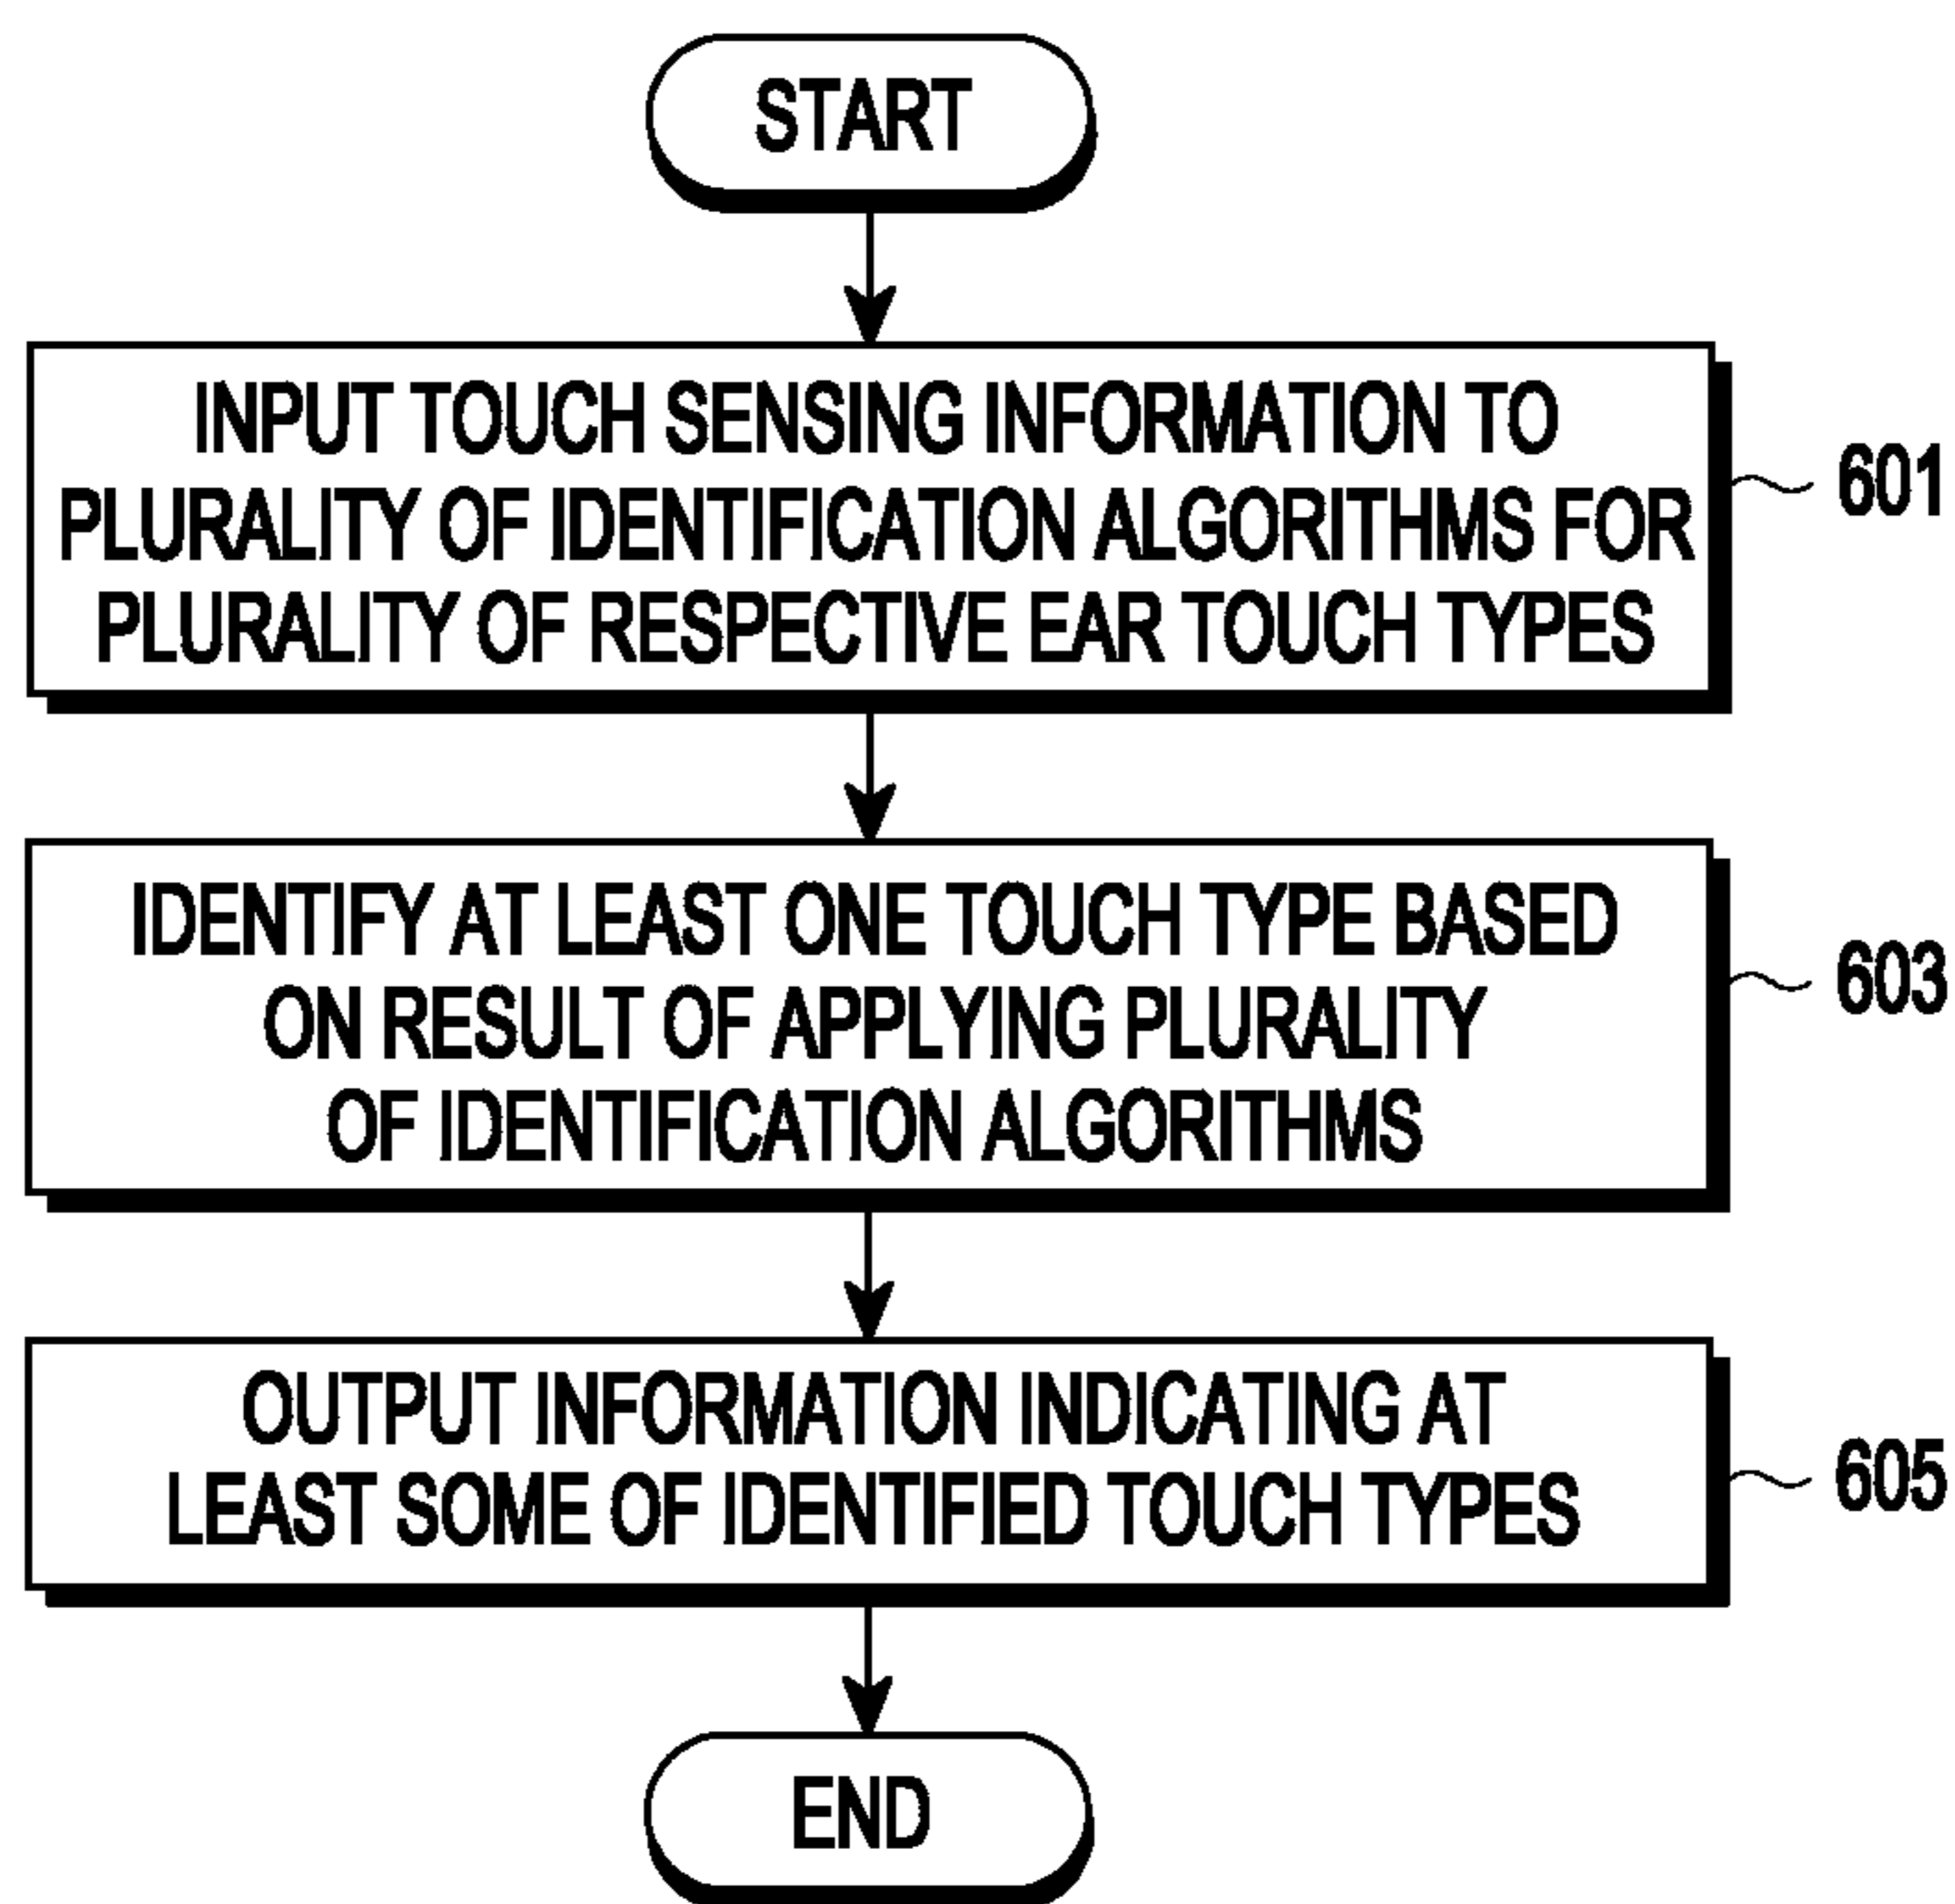 START
INPUT TOUCH SENSING INFORMATION TO
PLURALITY OF IDENTIFICATION ALGORITHMS FOR
PLURALITY OF RESPECTIVE EAR TOUCH TYPES
601
IDENTIFY AT LEAST ONE TOUCH TYPE BASED
ON RESULT OF APPLYING PLURALITY
OF IDENTIFICATION ALGORITHMS
603
OUTPUT INFORMATION INDICATING AT
LEAST SOME OF IDENTIFIED TOUCH TYPES
605
END